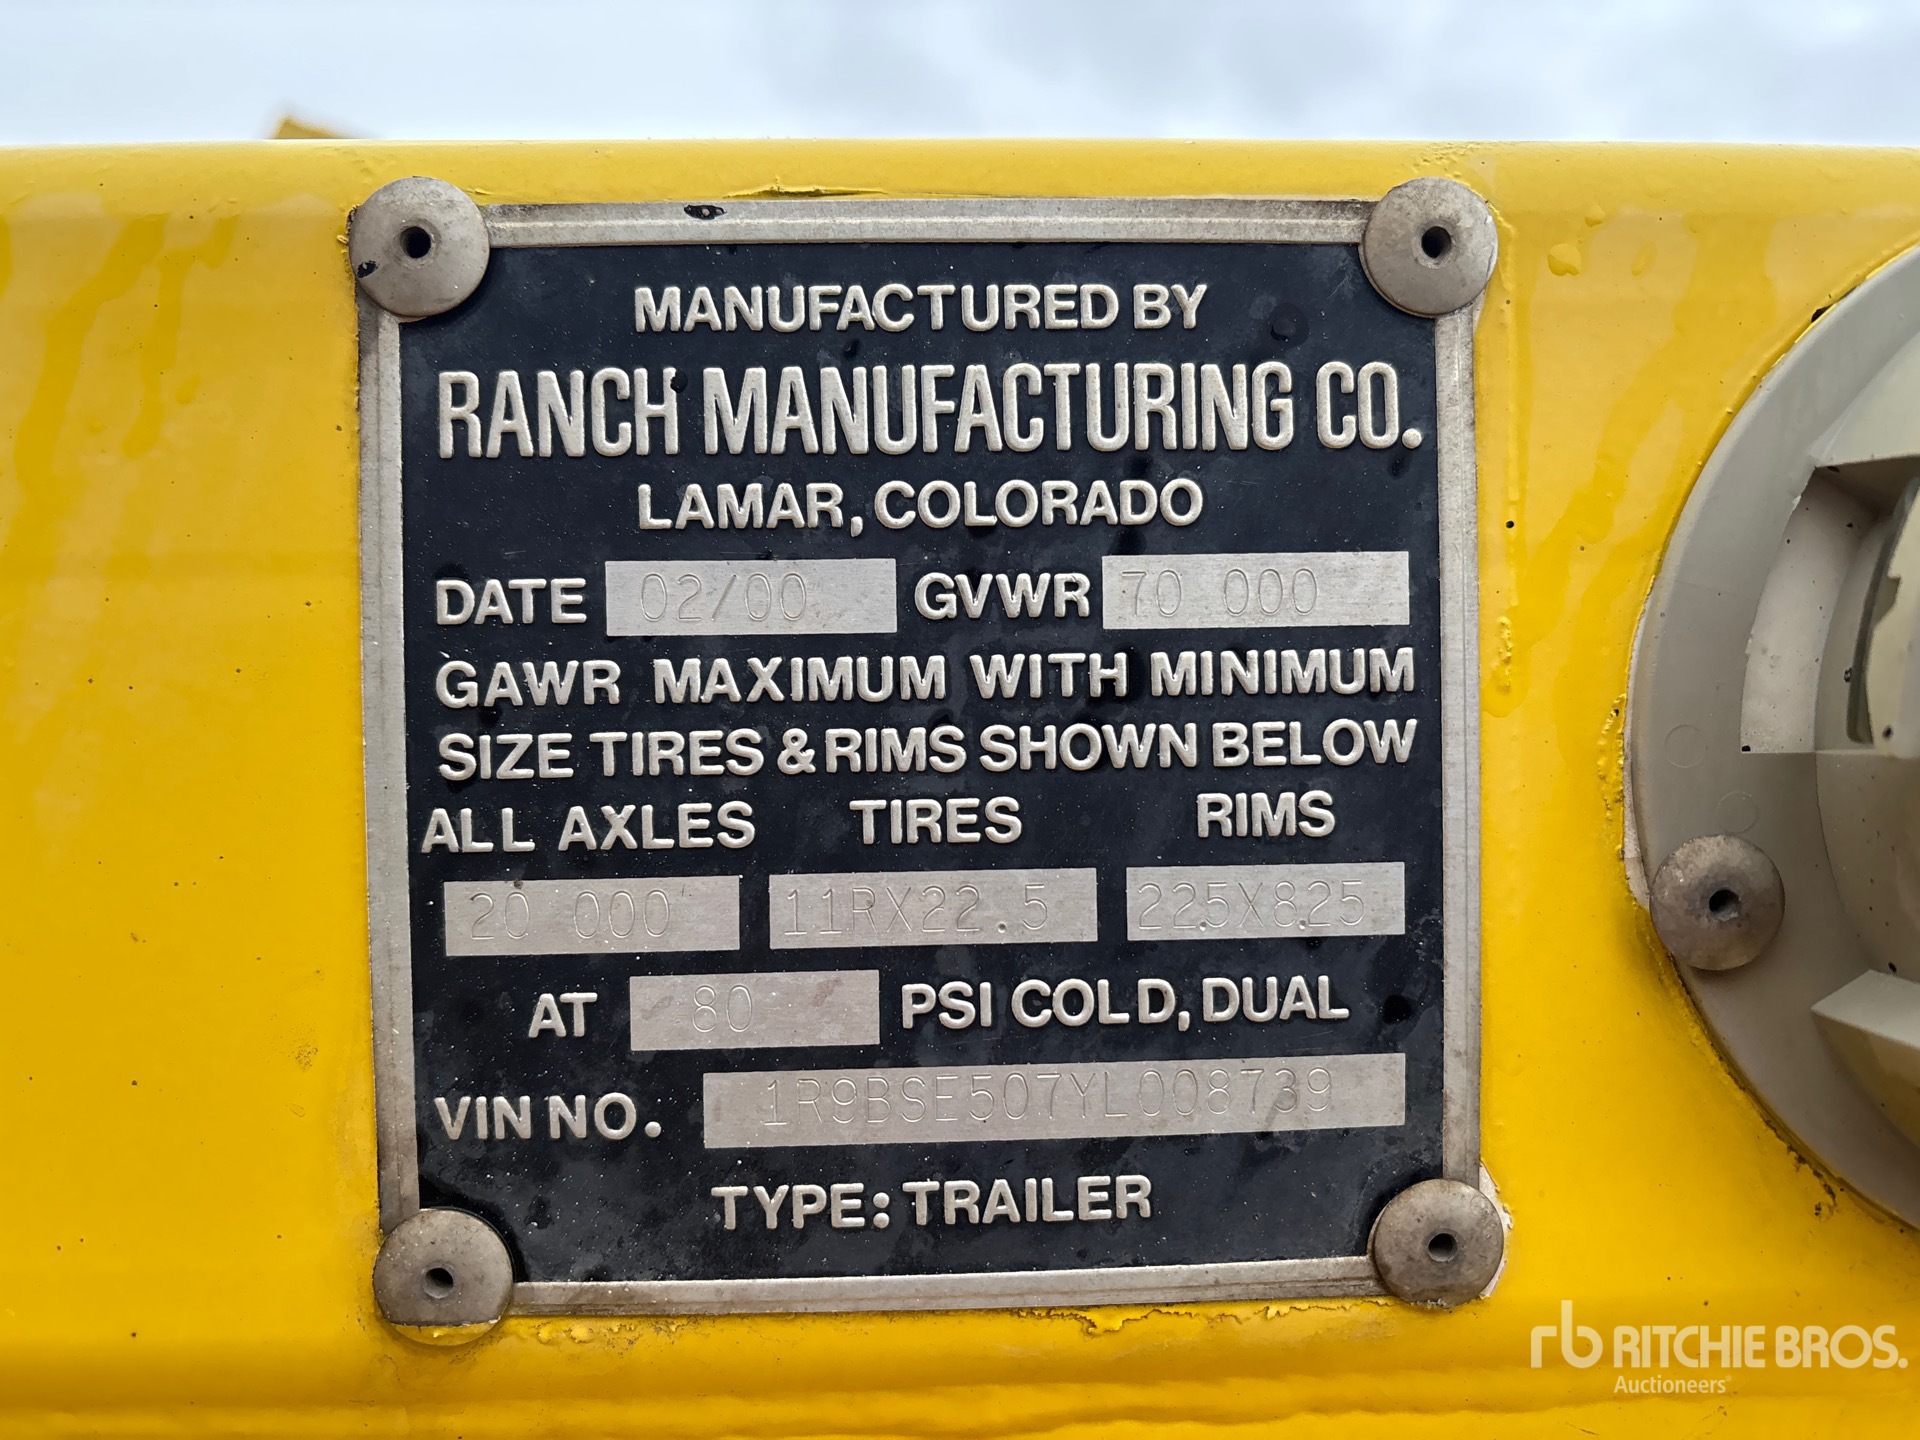 MANUFACTURED BY
RANCH MANUFACTURING CO.
LAMAR, COLORADO
DATE 02/00 GVWR 70 000
GAWR MAXIMUM WITH MINIMUM
SIZE TIRES & RIMS SHOWN BELOW
ALL AXLES TIRES RIMS
20 000 11RX22.5 225X825
AT 80 PSI COLD, DUAL
VIN NO. 1R9BSE507YL008739
TYPE: TRAILER
rb RITCHIE BROS.
Auctioneers